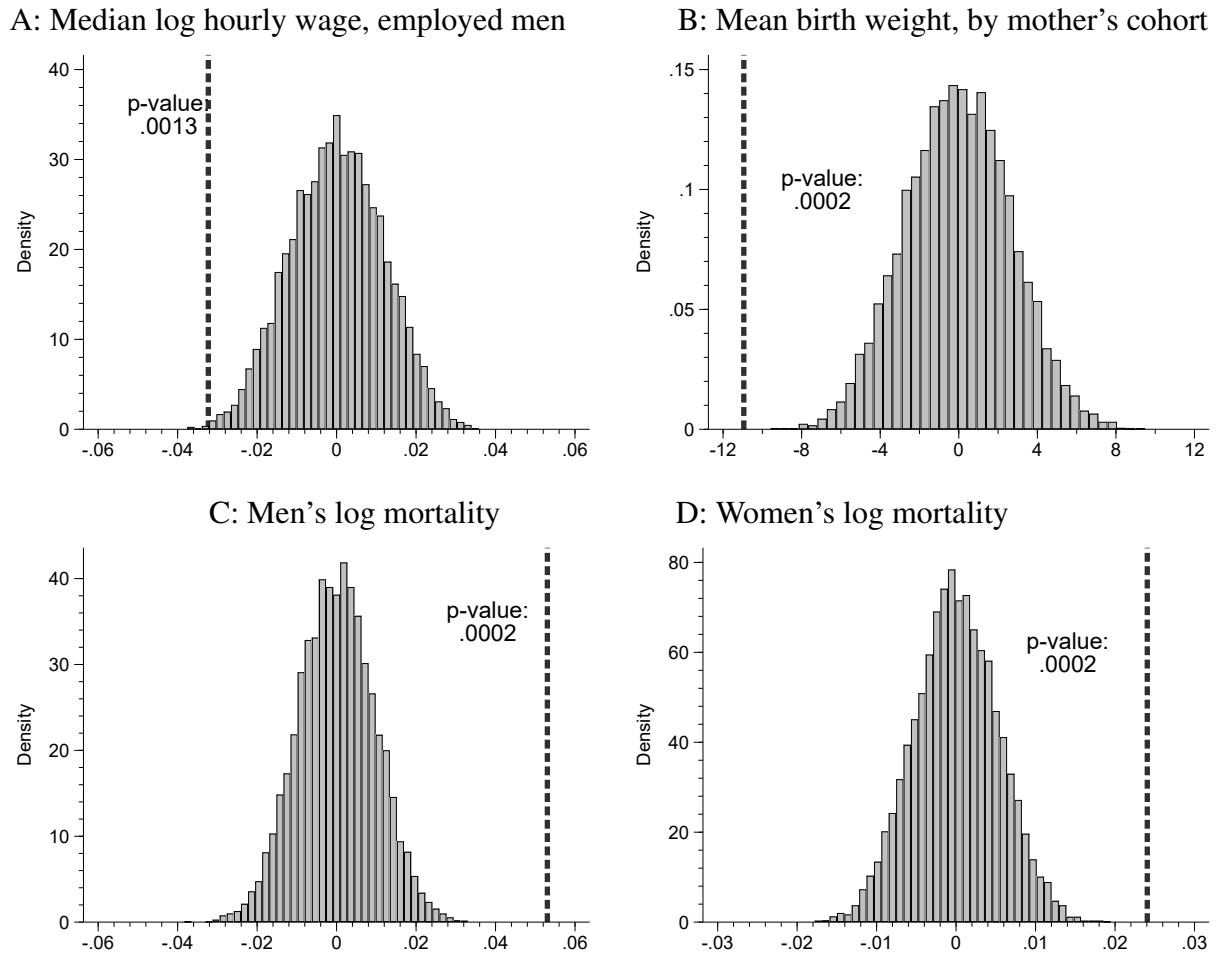 A: Median log hourly wage, employed men
40
30
20
10
0
Density
p-value:
.0013
-.06 -.04 -.02 0 .02 .04 .06
B: Mean birth weight, by mother’s cohort
.15
.1
.05
0
Density
p-value:
.0002
-12 -8 -4 0 4 8 12
C: Men’s log mortality
40
30
20
10
0
Density
p-value:
.0002
-.06 -.04 -.02 0 .02 .04 .06
D: Women’s log mortality
80
60
40
20
0
Density
p-value:
.0002
-.03 -.02 -.01 0 .01 .02 .03